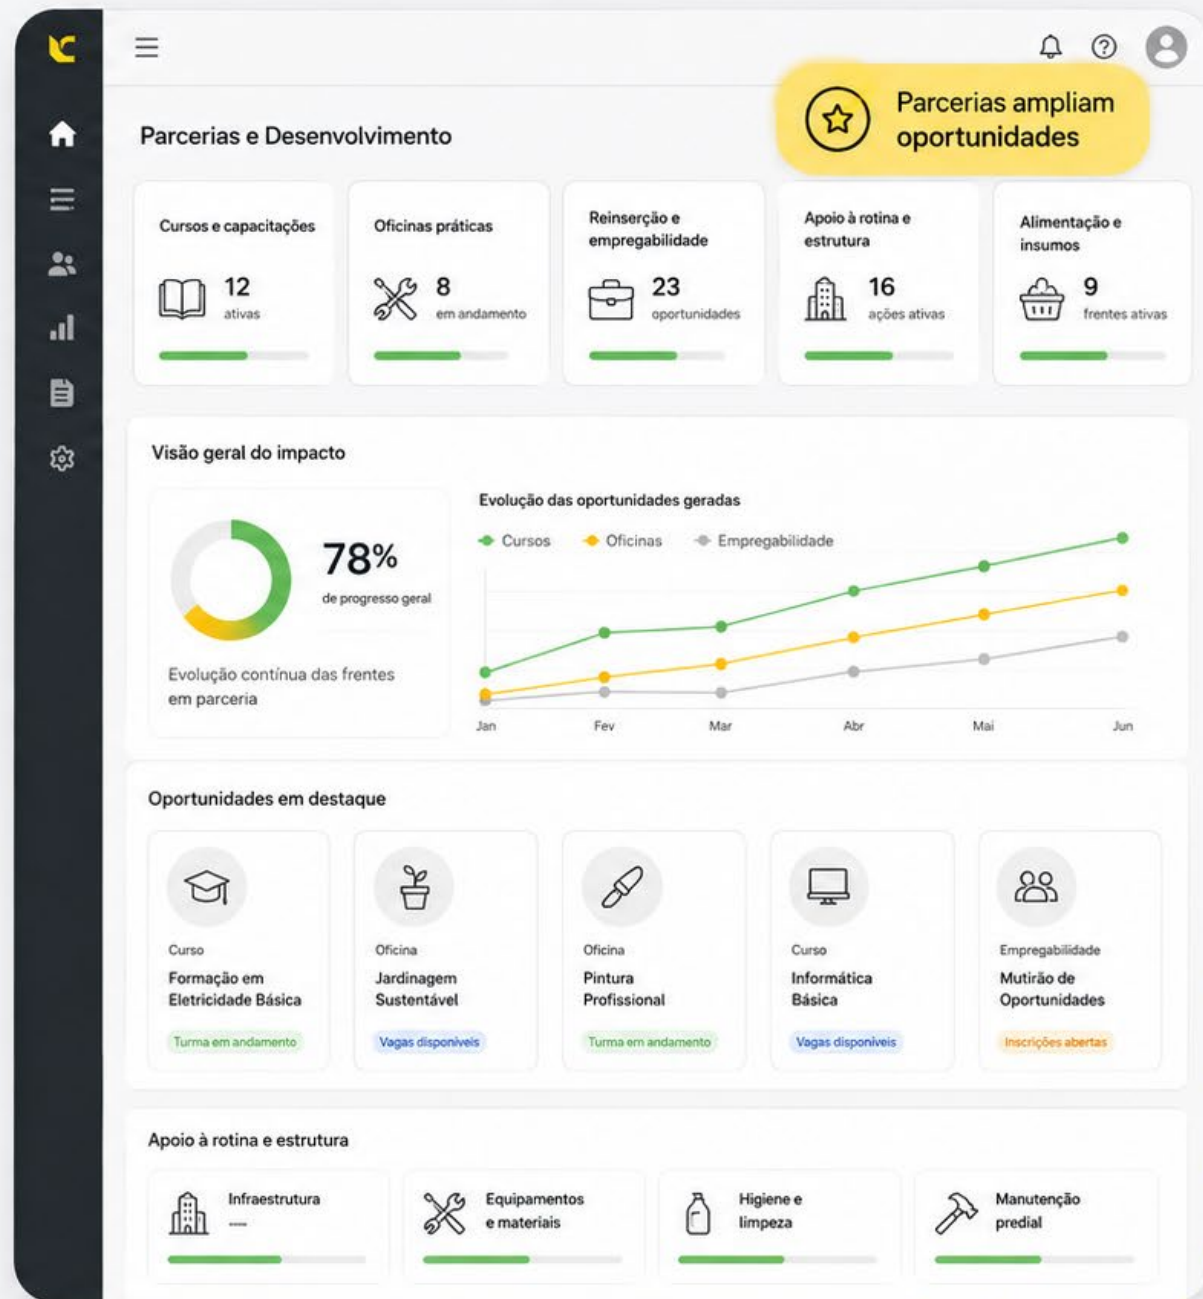 Parcerias ampliam
oportunidades
Parcerias e Desenvolvimento
Cursos e capacitações
12
ativas
Oficinas práticas
8
em andamento
Reinserção e
empregabilidade
23
oportunidades
Apoio à rotina e
estrutura
16
ações ativas
Alimentação e
insumos
9
frentes ativas
Visão geral do impacto
78%
de progresso geral
Evolução contínua das frentes
em parceria
Evolução das oportunidades geradas
Cursos
Oficinas
Empregabilidade
Jan
Fev
Mar
Abr
Mai
Jun
Oportunidades em destaque
Curso
Formação em
Eletricidade Básica
Turma em andamento
Oficina
Jardinagem
Sustentável
Vagas disponíveis
Oficina
Pintura
Profissional
Turma em andamento
Curso
Informática
Básica
Vagas disponíveis
Empregabilidade
Mutirão de
Oportunidades
Inscrições abertas
Apoio à rotina e estrutura
Infraestrutura
Equipamentos
e materiais
Higiene e
limpeza
Manutenção
predial